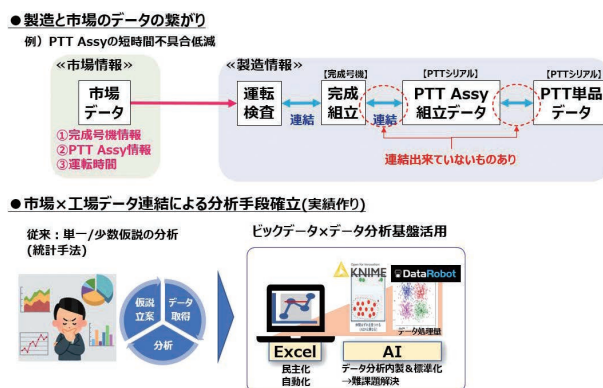 ●製造と市場のデータの繋がり
例）PTT Assyの短時間不具合低減
≪市場情報≫
≪製造情報≫
【完成号機】
【PTTシリアル】
【PTTシリアル】
市場
データ
運転
検査
連結
完成
組立
連結
PTT Assy
組立データ
PTT単品
データ
①完成号機情報
②PTT Assy情報
③運転時間
連結出来ていないものあり
●市場×工場データ連結による分析手段確立(実績作り)
従来：単一/少数仮説の分析
(統計手法)
仮説
立案
データ
取得
分析
ビックデータ×データ分析基盤活用
KNIME
DataRobot
データ処理量
Excel
民主化
自動化
AI
データ分析内製&標準化
→難課題解決